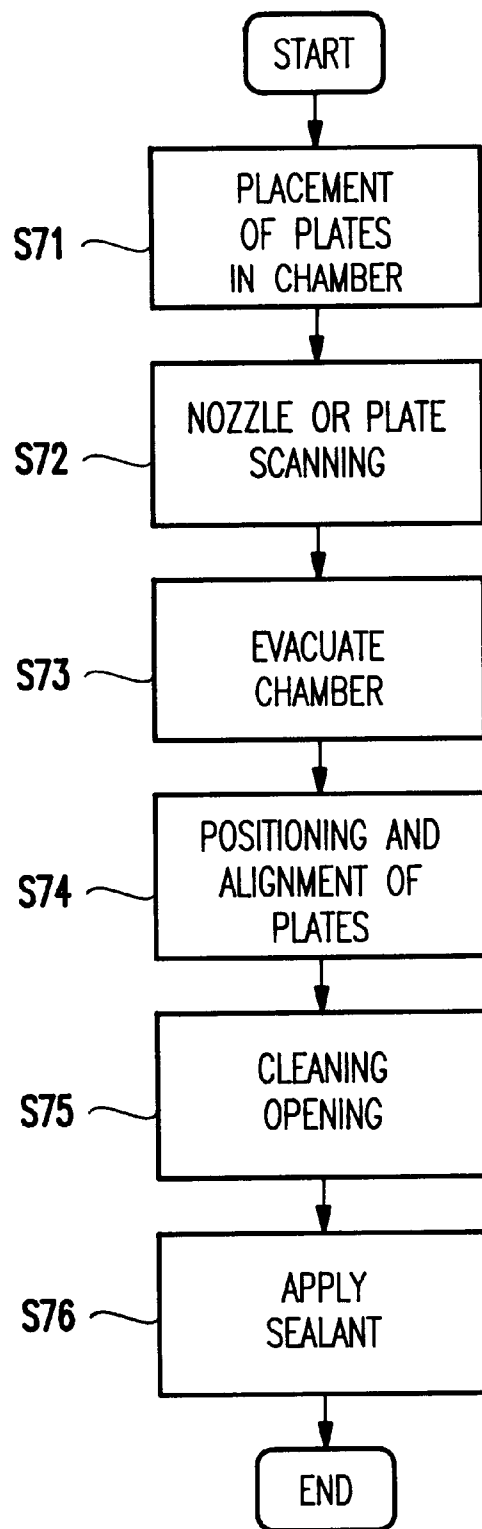 START
S71
PLACEMENT
OF PLATES
IN CHAMBER
S72
NOZZLE OR PLATE
SCANNING
S73
EVACUATE
CHAMBER
S74
POSITIONING AND
ALIGNMENT OF
PLATES
S75
CLEANING
OPENING
S76
APPLY
SEALANT
END